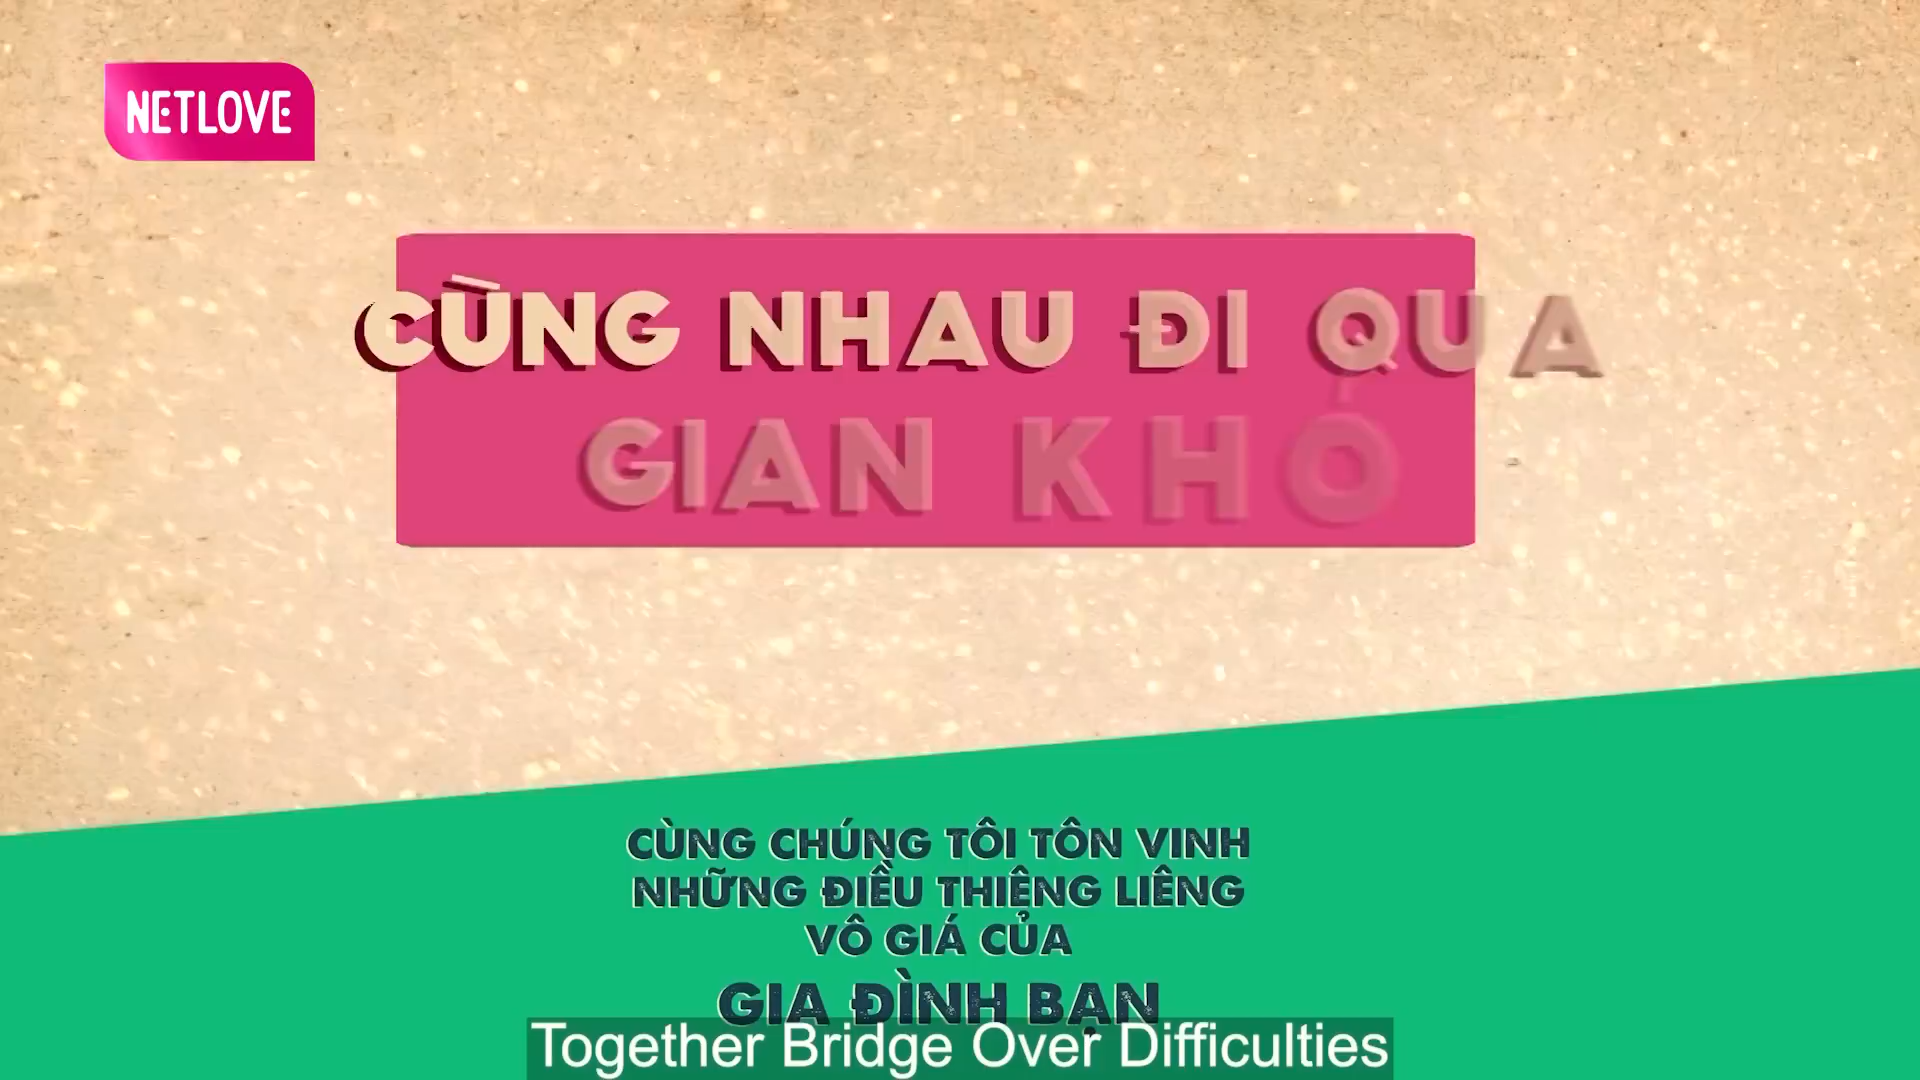 NETLOVE
CÙNG NHAU ĐI QUA
GIAN KHỔ
CÙNG CHÚNG TÔI TÔN VINH
NHỮNG ĐIỀU THIÊNG LIÊNG
VÔ GIÁ CỦA
GIA ĐÌNH BẠN
Together Bridge Over Difficulties